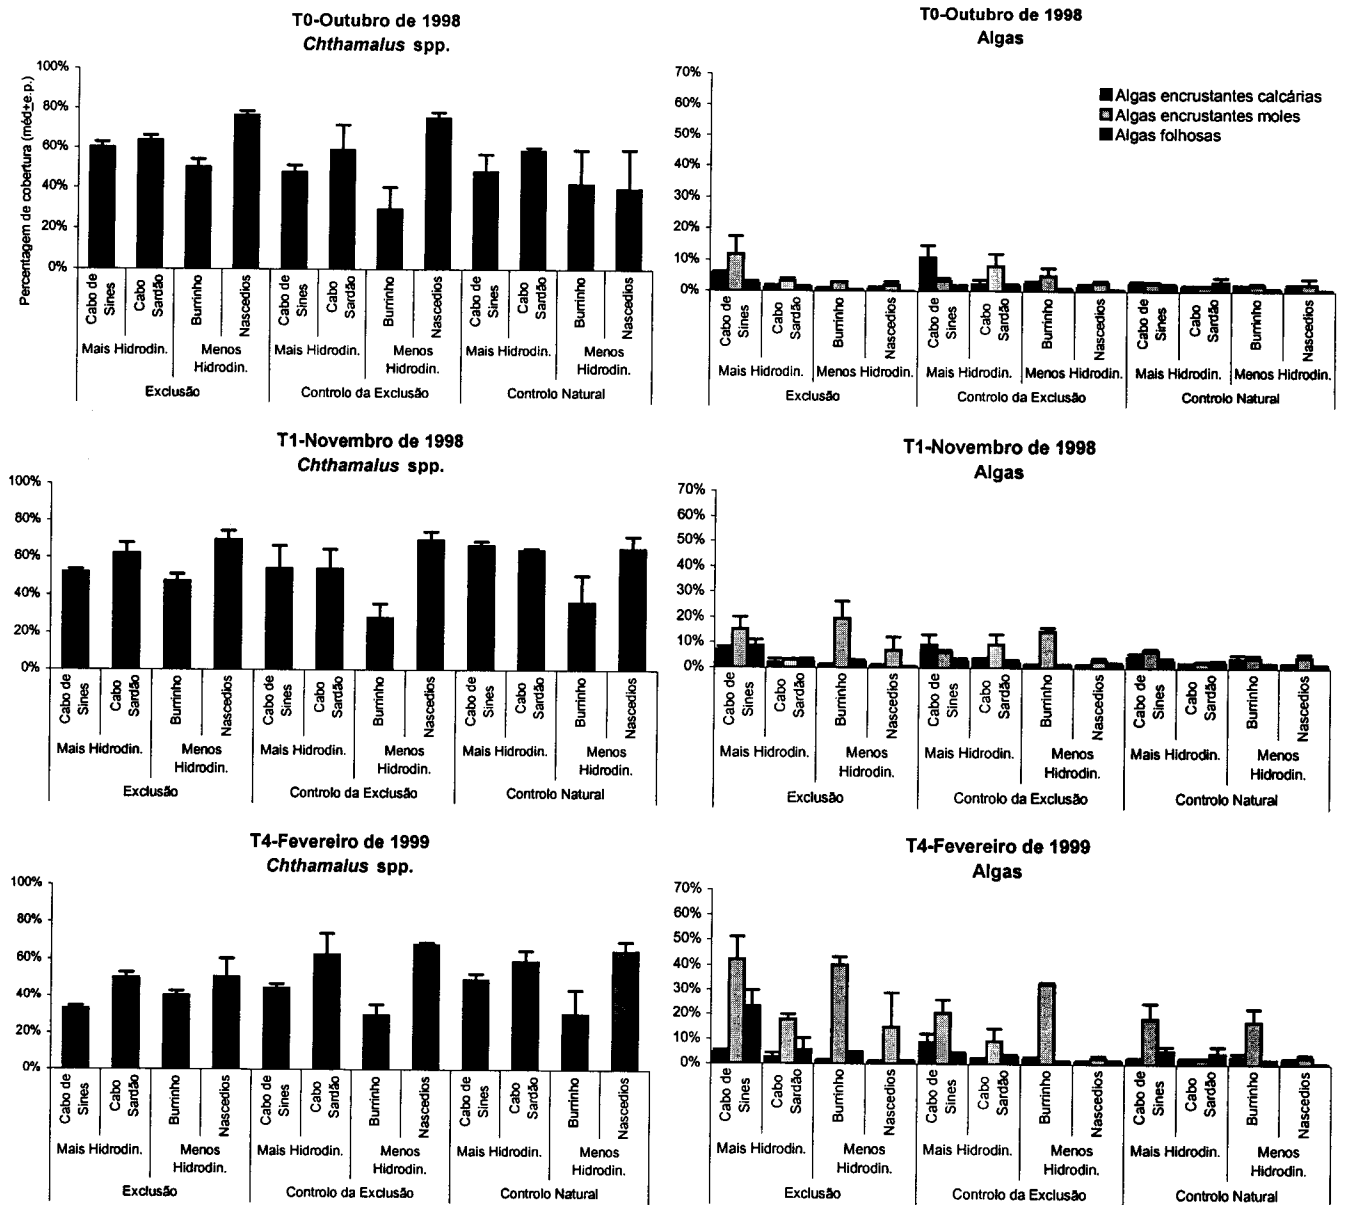 T0-Outubro de 1998
Chthamalus spp.
Percentagem de cobertura (méd±e.p.)
100%
80%
60%
40%
20%
0%
Cabo de Sines
Cabo Sardão
Burrinho
Nascedios
Cabo de Sines
Cabo Sardão
Burrinho
Nascedios
Cabo de Sines
Cabo Sardão
Burrinho
Nascedios
Mais Hidrodin.
Menos Hidrodin.
Mais Hidrodin.
Menos Hidrodin.
Mais Hidrodin.
Menos Hidrodin.
Exclusão
Controlo da Exclusão
Controlo Natural
T0-Outubro de 1998
Algas
70%
60%
50%
40%
30%
20%
10%
0%
Algas encrustantes calcárias
Algas encrustantes moles
Algas folhosas
Cabo de Sines
Cabo Sardão
Burrinho
Nascedios
Cabo de Sines
Cabo Sardão
Burrinho
Nascedios
Cabo de Sines
Cabo Sardão
Burrinho
Nascedios
Mais Hidrodin.
Menos Hidrodin.
Mais Hidrodin.
Menos Hidrodin.
Mais Hidrodin.
Menos Hidrodin.
Exclusão
Controlo da Exclusão
Controlo Natural
T1-Novembro de 1998
Chthamalus spp.
100%
80%
60%
40%
20%
0%
Cabo de Sines
Cabo Sardão
Burrinho
Nascedios
Cabo de Sines
Cabo Sardão
Burrinho
Nascedios
Cabo de Sines
Cabo Sardão
Burrinho
Nascedios
Mais Hidrodin.
Menos Hidrodin.
Mais Hidrodin.
Menos Hidrodin.
Mais Hidrodin.
Menos Hidrodin.
Exclusão
Controlo da Exclusão
Controlo Natural
T1-Novembro de 1998
Algas
70%
60%
50%
40%
30%
20%
10%
0%
Cabo de Sines
Cabo Sardão
Burrinho
Nascedios
Cabo de Sines
Cabo Sardão
Burrinho
Nascedios
Cabo de Sines
Cabo Sardão
Burrinho
Nascedios
Mais Hidrodin.
Menos Hidrodin.
Mais Hidrodin.
Menos Hidrodin.
Mais Hidrodin.
Menos Hidrodin.
Exclusão
Controlo da Exclusão
Controlo Natural
T4-Fevereiro de 1999
Chthamalus spp.
100%
80%
60%
40%
20%
0%
Cabo de Sines
Cabo Sardão
Burrinho
Nascedios
Cabo de Sines
Cabo Sardão
Burrinho
Nascedios
Cabo de Sines
Cabo Sardão
Burrinho
Nascedios
Mais Hidrodin.
Menos Hidrodin.
Mais Hidrodin.
Menos Hidrodin.
Mais Hidrodin.
Menos Hidrodin.
Exclusão
Controlo da Exclusão
Controlo Natural
T4-Fevereiro de 1999
Algas
70%
60%
50%
40%
30%
20%
10%
0%
Cabo de Sines
Cabo Sardão
Burrinho
Nascedios
Cabo de Sines
Cabo Sardão
Burrinho
Nascedios
Cabo de Sines
Cabo Sardão
Burrinho
Nascedios
Mais Hidrodin.
Menos Hidrodin.
Mais Hidrodin.
Menos Hidrodin.
Mais Hidrodin.
Menos Hidrodin.
Exclusão
Controlo da Exclusão
Controlo Natural